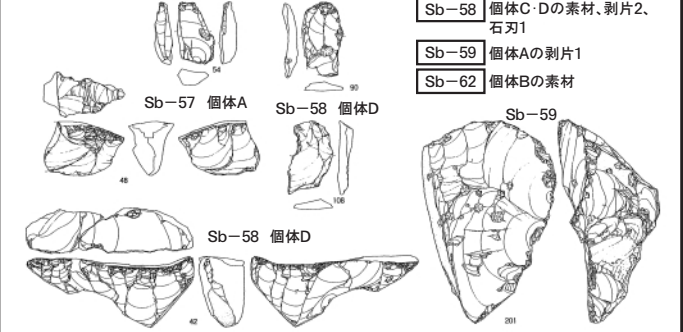 Sb-58 個体C・Dの素材、剥片2、
石刃1
Sb-59 個体Aの剥片1
Sb-62 個体Bの素材
54
90
Sb-57 個体A
Sb-58 個体D
Sb-59
48
108
Sb-58 個体D
42
201